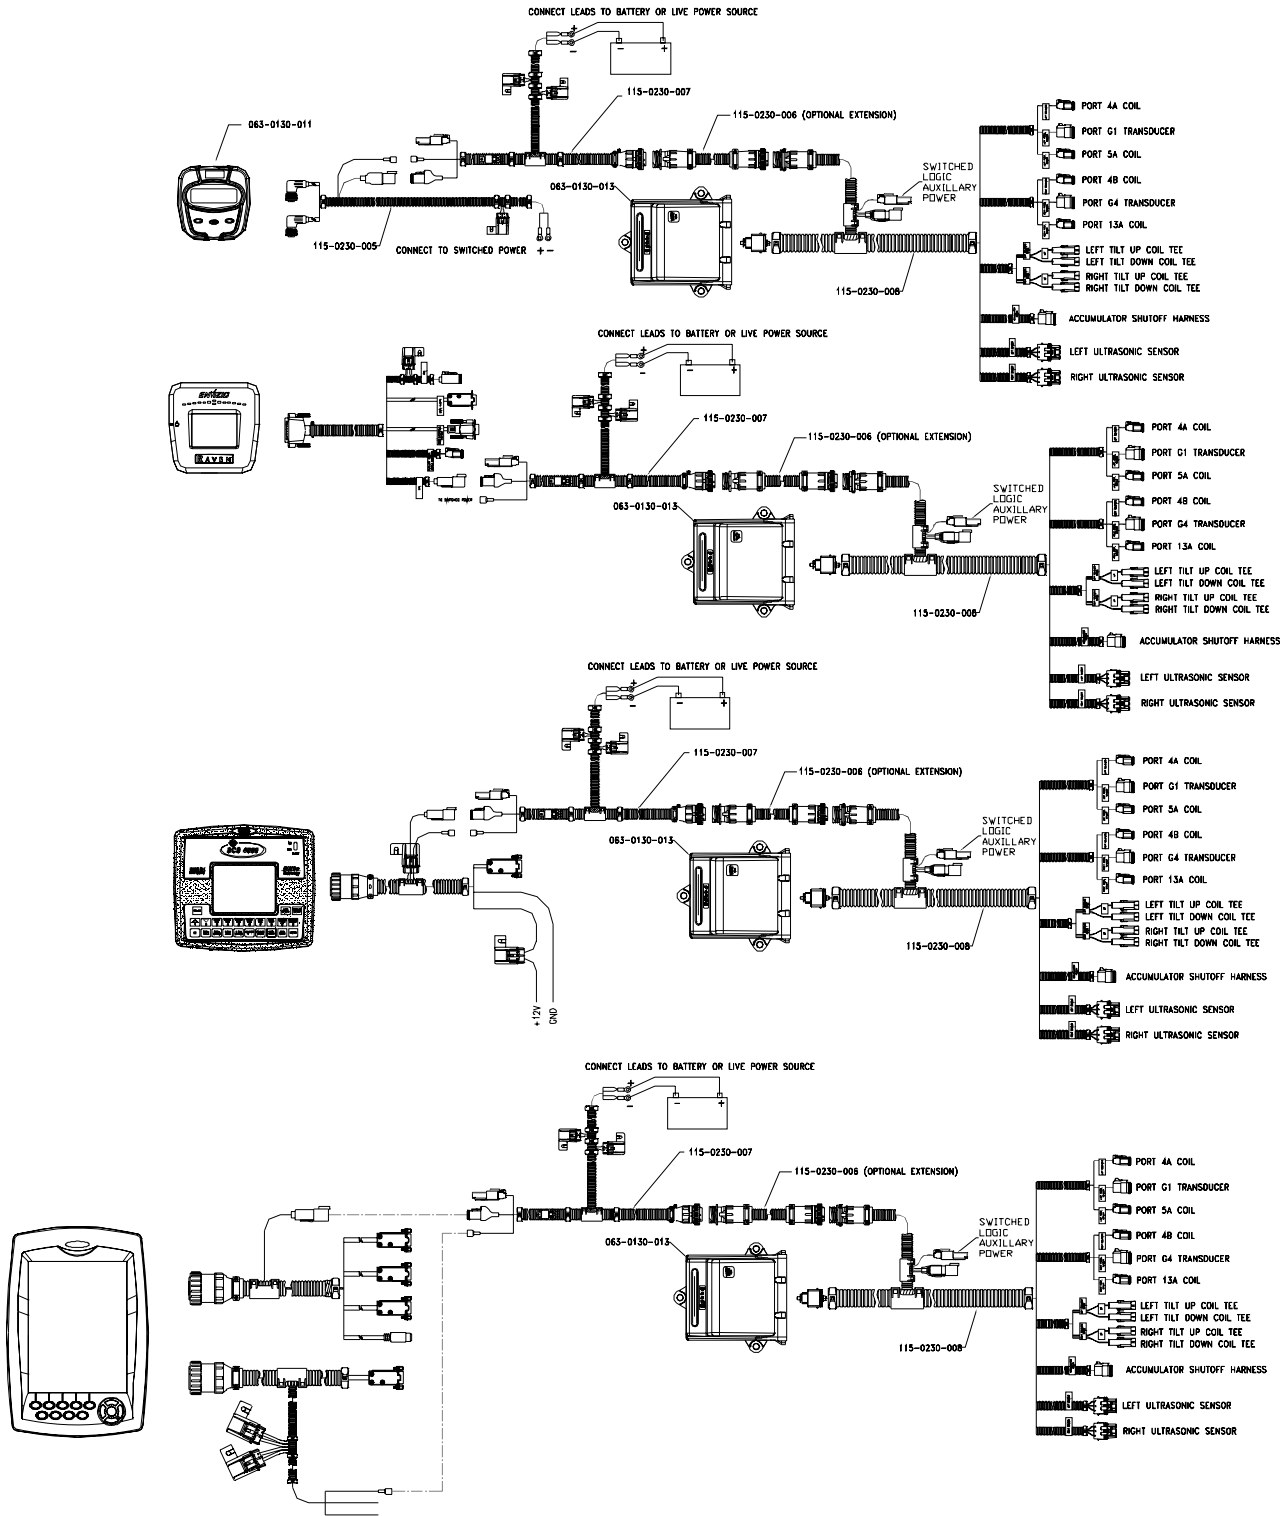 CONNECT LEADS TO BATTERY OR LIVE POWER SOURCE
+
-
- +
115-0230-007
115-0230-006 (OPTIONAL EXTENSION)
063-0130-011
063-0130-013
SWITCHED
LOGIC
AUXILLARY
POWER
115-0230-005
CONNECT TO SWITCHED POWER
+ -
115-0230-008
PORT 4A COIL
PORT G1 TRANSDUCER
PORT 5A COIL
PORT 4B COIL
PORT G4 TRANSDUCER
PORT 13A COIL
LEFT TILT UP COIL TEE
LEFT TILT DOWN COIL TEE
RIGHT TILT UP COIL TEE
RIGHT TILT DOWN COIL TEE
ACCUMULATOR SHUTOFF HARNESS
LEFT ULTRASONIC SENSOR
RIGHT ULTRASONIC SENSOR
CONNECT LEADS TO BATTERY OR LIVE POWER SOURCE
+
-
- +
RAVEN
TO SWITCHED POWER
115-0230-007
115-0230-006 (OPTIONAL EXTENSION)
063-0130-013
SWITCHED
LOGIC
AUXILLARY
POWER
115-0230-008
PORT 4A COIL
PORT G1 TRANSDUCER
PORT 5A COIL
PORT 4B COIL
PORT G4 TRANSDUCER
PORT 13A COIL
LEFT TILT UP COIL TEE
LEFT TILT DOWN COIL TEE
RIGHT TILT UP COIL TEE
RIGHT TILT DOWN COIL TEE
ACCUMULATOR SHUTOFF HARNESS
LEFT ULTRASONIC SENSOR
RIGHT ULTRASONIC SENSOR
CONNECT LEADS TO BATTERY OR LIVE POWER SOURCE
+
-
- +
115-0230-007
115-0230-006 (OPTIONAL EXTENSION)
063-0130-013
SWITCHED
LOGIC
AUXILLARY
POWER
115-0230-008
+12V
GND
PORT 4A COIL
PORT G1 TRANSDUCER
PORT 5A COIL
PORT 4B COIL
PORT G4 TRANSDUCER
PORT 13A COIL
LEFT TILT UP COIL TEE
LEFT TILT DOWN COIL TEE
RIGHT TILT UP COIL TEE
RIGHT TILT DOWN COIL TEE
ACCUMULATOR SHUTOFF HARNESS
LEFT ULTRASONIC SENSOR
RIGHT ULTRASONIC SENSOR
CONNECT LEADS TO BATTERY OR LIVE POWER SOURCE
+
-
- +
115-0230-007
115-0230-006 (OPTIONAL EXTENSION)
063-0130-013
SWITCHED
LOGIC
AUXILLARY
POWER
115-0230-008
PORT 4A COIL
PORT G1 TRANSDUCER
PORT 5A COIL
PORT 4B COIL
PORT G4 TRANSDUCER
PORT 13A COIL
LEFT TILT UP COIL TEE
LEFT TILT DOWN COIL TEE
RIGHT TILT UP COIL TEE
RIGHT TILT DOWN COIL TEE
ACCUMULATOR SHUTOFF HARNESS
LEFT ULTRASONIC SENSOR
RIGHT ULTRASONIC SENSOR